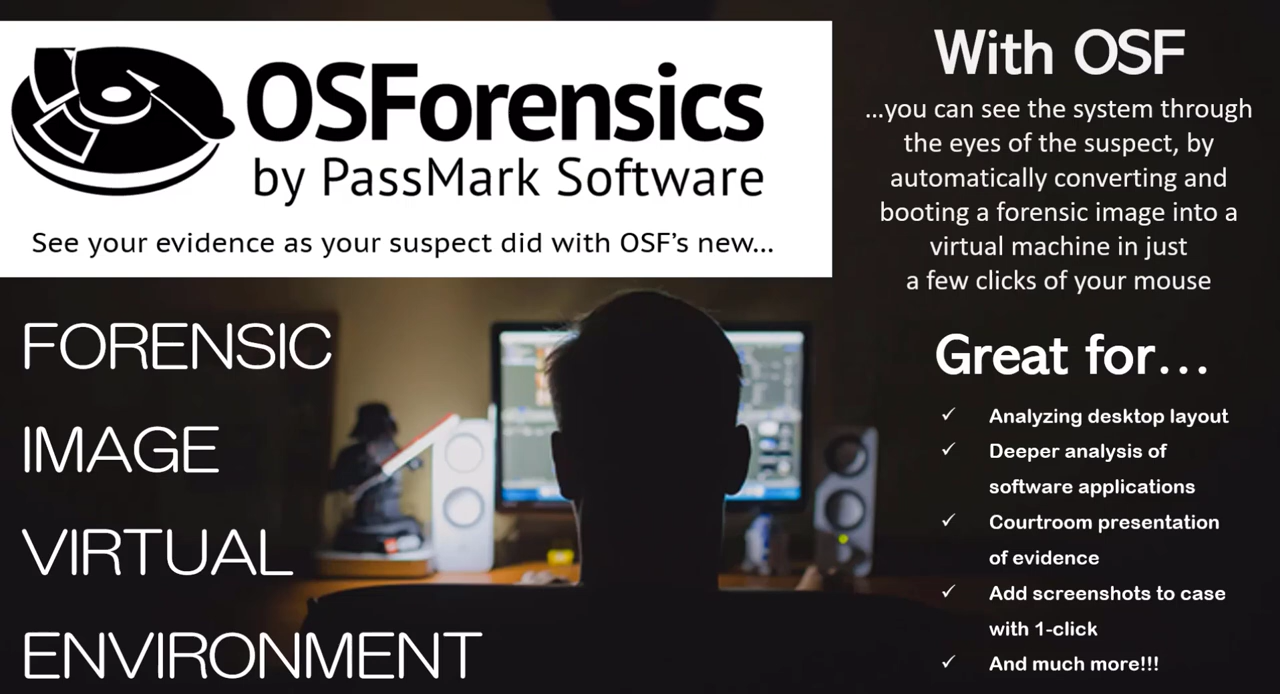 OSForensics
by PassMark Software
See your evidence as your suspect did with OSF's new...
FORENSIC
IMAGE
VIRTUAL
ENVIRONMENT
With OSF
...you can see the system through
the eyes of the suspect, by
automatically converting and
booting a forensic image into a
virtual machine in just
a few clicks of your mouse
Great for...
✓ Analyzing desktop layout
✓ Deeper analysis of
software applications
✓ Courtroom presentation
of evidence
✓ Add screenshots to case
with 1-click
✓ And much more!!!